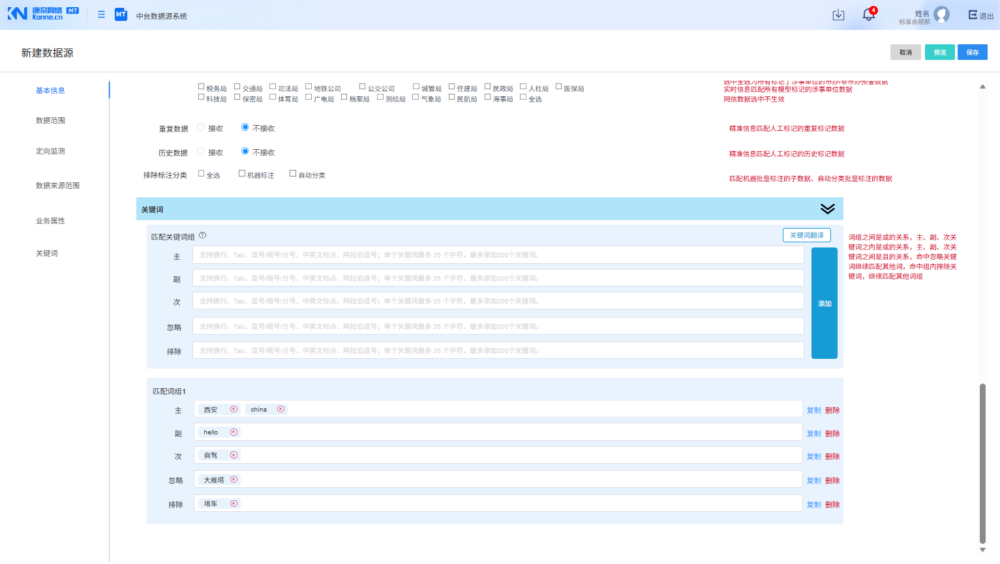 康奈网络 MT
Konne.cn
MT 中台数据源系统
4
姓名
标准合规部
退出
新建数据源
取消 预览 保存
基本信息
数据范围
定向监测
数据来源范围
业务属性
关键词
税务局 交通局 司法局 地铁公司 公交公司 城管局 住建局 民政局 人社局 医保局
科技局 保密局 体育局 广电局 档案局 测绘局 气象局 民航局 海事局 全选
选中全选为所有标记了涉事单位的市办/非市办预警数据
实时信息匹配所有模型标记的涉事单位数据
网信数据选中不生效
重复数据 接收 不接收
精准信息匹配人工标记的重复标记数据
历史数据 接收 不接收
精准信息匹配人工标记的历史标记数据
排除标注分类 全选 机器标注 自动分类
匹配机器批量标注的子数据、自动分类批量标注的数据
关键词
匹配关键词组 ?
关键词翻译
主 支持换行、Tab、逗号/顿号/分号、中英文标点、阿拉伯逗号；单个关键词最多 25 个字符，最多添加200个关键词。
副 支持换行、Tab、逗号/顿号/分号、中英文标点、阿拉伯逗号；单个关键词最多 25 个字符，最多添加200个关键词。
次 支持换行、Tab、逗号/顿号/分号、中英文标点、阿拉伯逗号；单个关键词最多 25 个字符，最多添加200个关键词。
忽略 支持换行、Tab、逗号/顿号/分号、中英文标点、阿拉伯逗号；单个关键词最多 25 个字符，最多添加200个关键词。
排除 支持换行、Tab、逗号/顿号/分号、中英文标点、阿拉伯逗号；单个关键词最多 25 个字符，最多添加200个关键词。
添加
词组之间是或的关系，主、副、次关
键词之内是或的关系，主、副、次关
键词之间是且的关系，命中忽略关键
词继续匹配其他词，命中组内排除关
键词，继续匹配其他词组
匹配词组1
主 西安 china 复制 删除
副 hello 复制 删除
次 自驾 复制 删除
忽略 大雁塔 复制 删除
排除 堵车 复制 删除